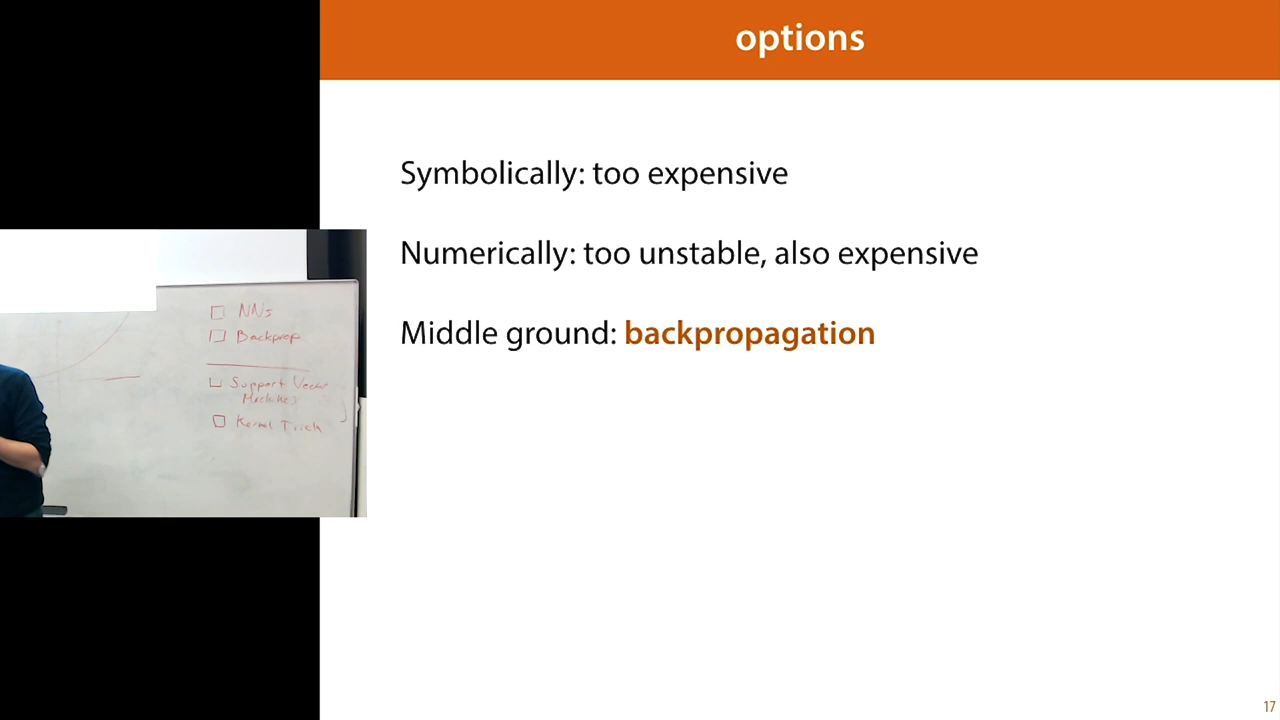 options
Symbolically: too expensive
Numerically: too unstable, also expensive
Middle ground: backpropagation
NNs
Backprop
Support Vector
Machines
Kernel Trick
17